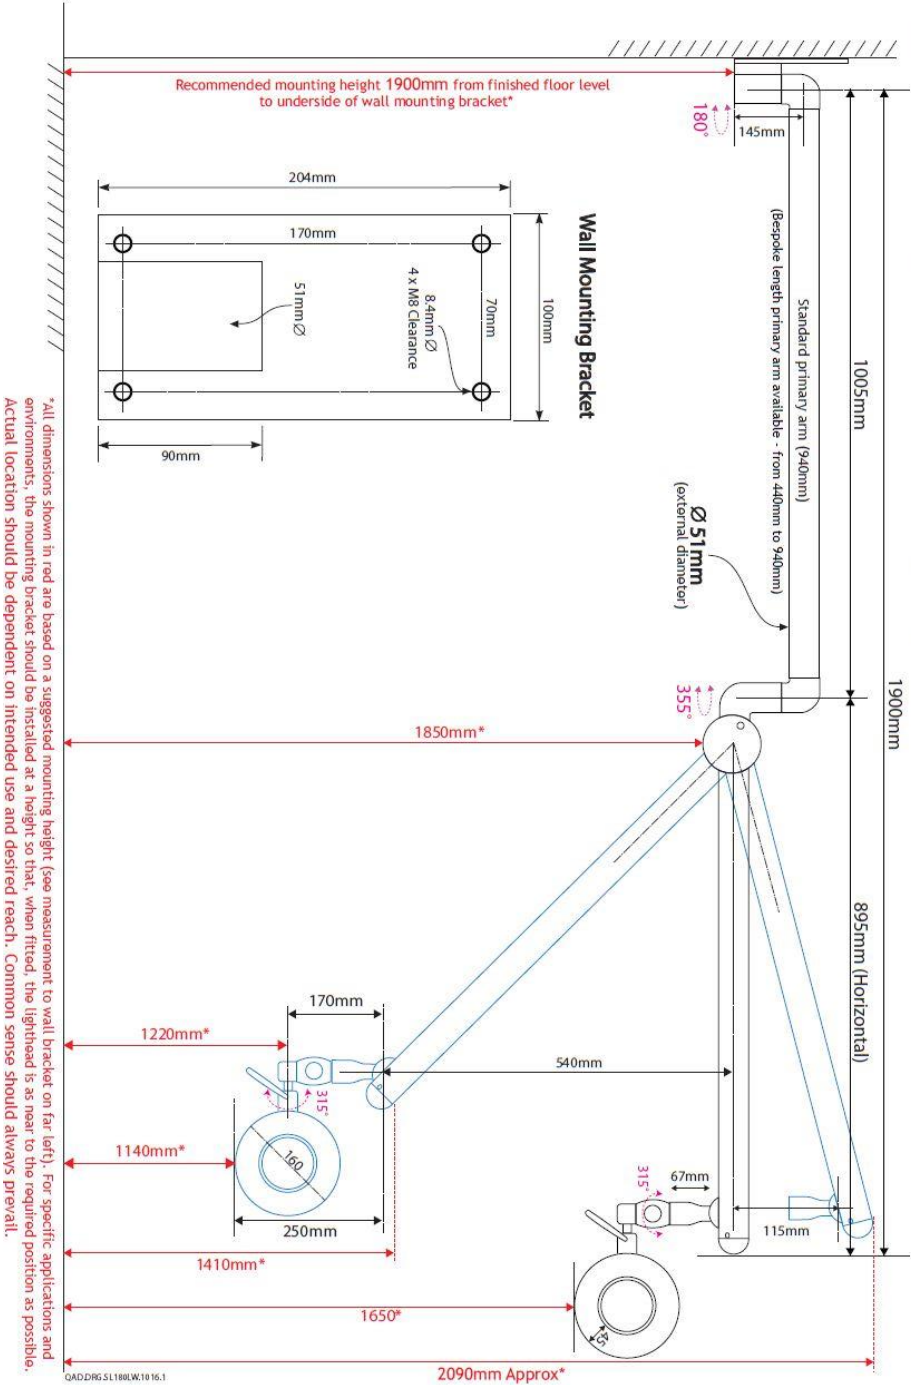 Recommended mounting height 1900mm from finished floor level
to underside of wall mounting bracket*
180°
145mm
Standard primary arm (940mm)
(Bespoke length primary arm available - from 440mm to 940mm)
1005mm
1900mm
895mm (Horizontal)
Wall Mounting Bracket
204mm
170mm
100mm
70mm
8.4mm Ø
4 x M8 Clearance
51mm Ø
90mm
Ø 51mm
(external diameter)
355°
1850mm*
540mm
170mm
1220mm*
315°
1140mm*
160
250mm
1410mm*
67mm
315°
115mm
1650*
45
2090mm Approx*
*All dimensions shown in red are based on a suggested mounting height (see measurement to wall bracket on far left). For specific applications and
environments, the mounting bracket should be installed at a height so that, when fitted, the lighthead is as near to the required position as possible.
Actual location should be dependent on intended use and desired reach. Common sense should always prevail.
QAD.DRG.SL180LW.1016.1